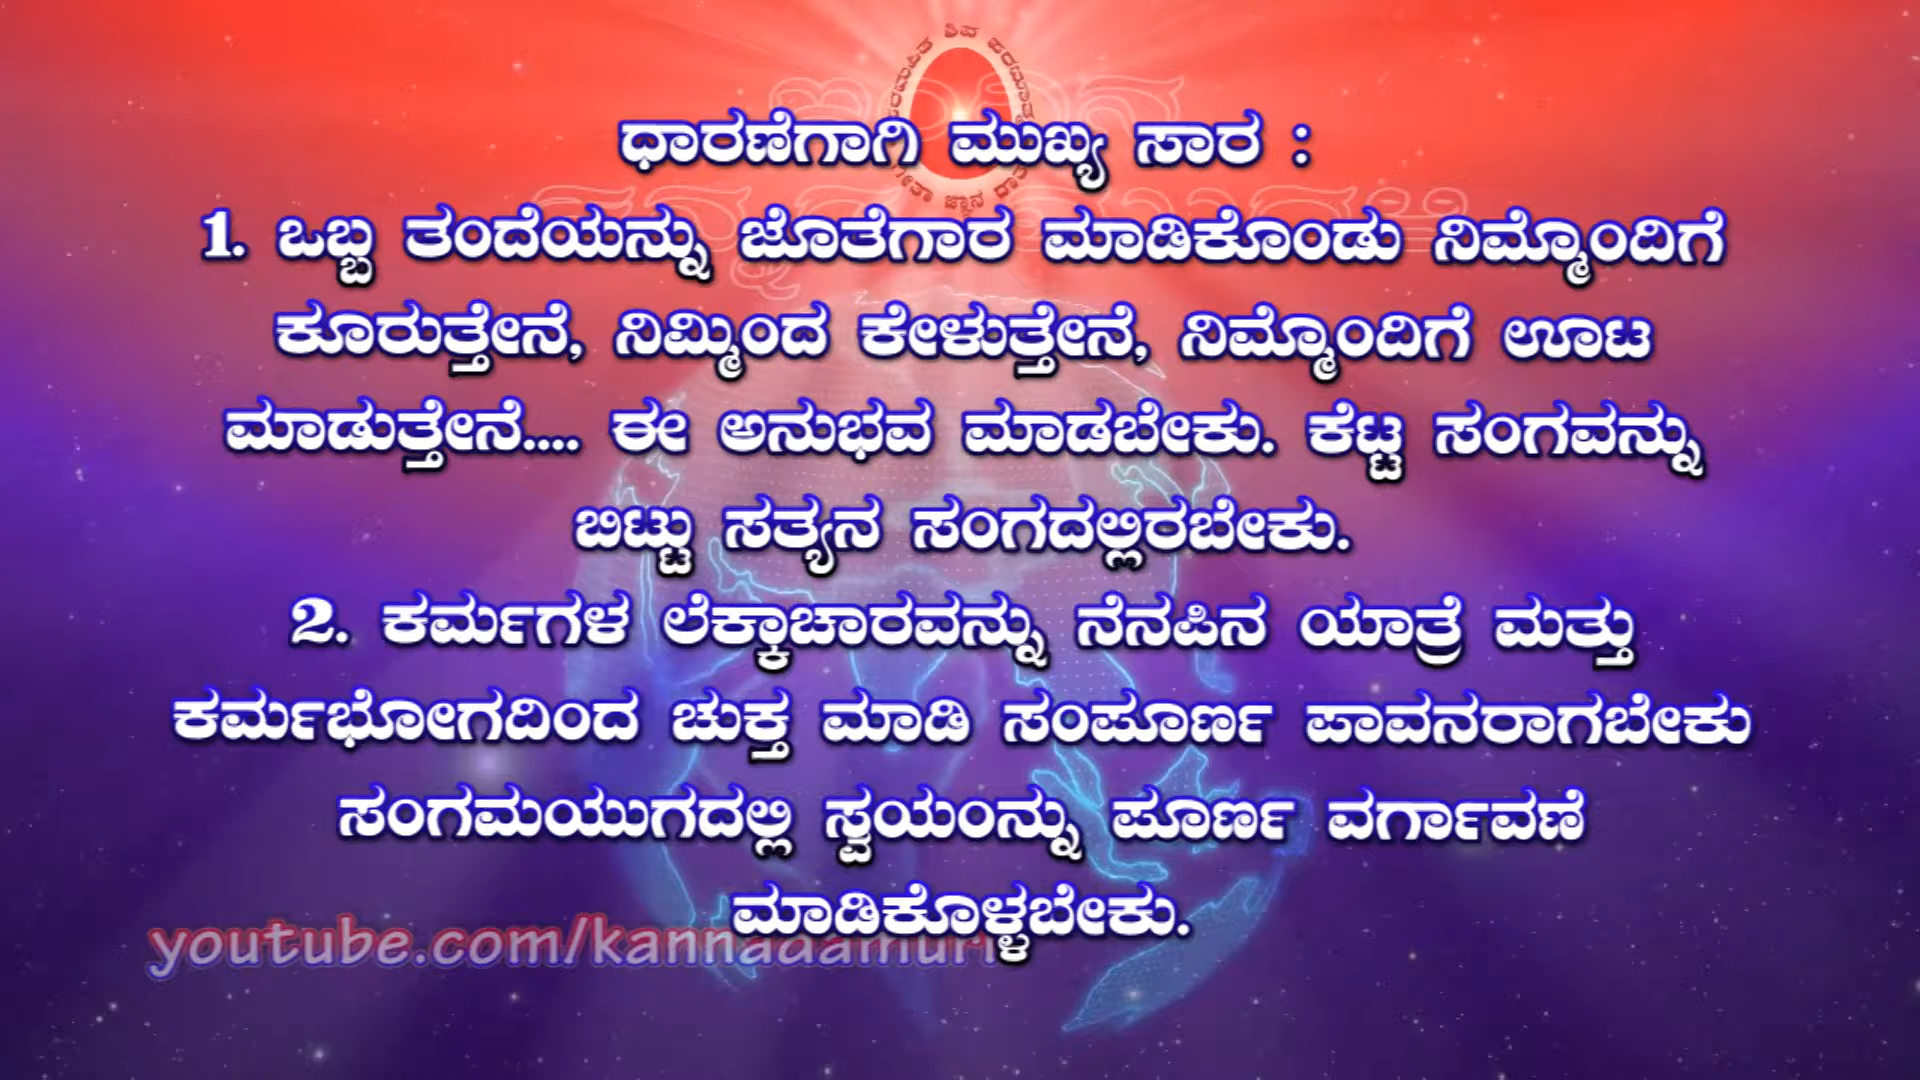 ಧಾರಣೆಗಾಗಿ ಮುಖ್ಯ ಸಾರ :
1. ಒಬ್ಬ ತಂದೆಯನ್ನು ಜೊತೆಗಾರ ಮಾಡಿಕೊಂಡು ನಿಮ್ಮೊಂದಿಗೆ
ಕೂರುತ್ತೇನೆ, ನಿಮ್ಮಿಂದ ಕೇಳುತ್ತೇನೆ, ನಿಮ್ಮೊಂದಿಗೆ ಊಟ
ಮಾಡುತ್ತೇನೆ.... ಈ ಅನುಭವ ಮಾಡಬೇಕು. ಕೆಟ್ಟ ಸಂಗವನ್ನು
ಬಿಟ್ಟು ಸತ್ಯನ ಸಂಗದಲ್ಲಿರಬೇಕು.
2. ಕರ್ಮಗಳ ಲೆಕ್ಕಾಚಾರವನ್ನು ನೆನಪಿನ ಯಾತ್ರೆ ಮತ್ತು
ಕರ್ಮಭೋಗದಿಂದ ಚುಕ್ತ ಮಾಡಿ ಸಂಪೂರ್ಣ ಪಾವನರಾಗಬೇಕು
ಸಂಗಮಯುಗದಲ್ಲಿ ಸ್ವಯಂನ್ನು ಪೂರ್ಣ ವರ್ಗಾವಣೆ
ಮಾಡಿಕೊಳ್ಳಬೇಕು.
youtube.com/kannadamurl